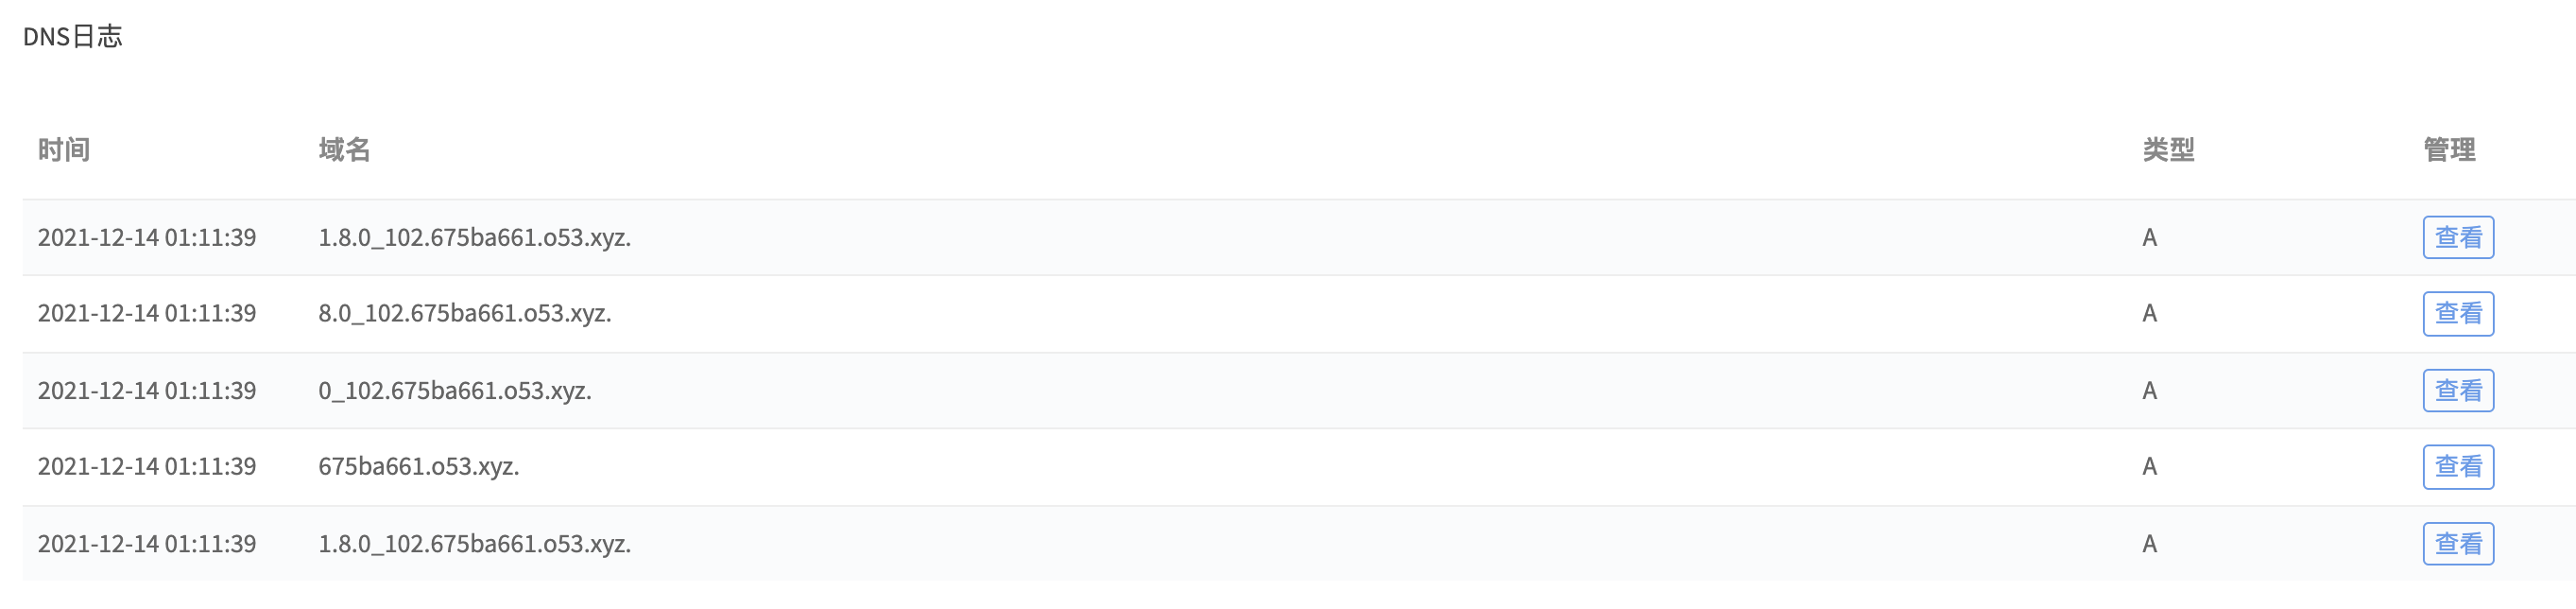 DNS日志
时间 域名 类型 管理
2021-12-14 01:11:39 1.8.0_102.675ba661.o53.xyz. A 查看
2021-12-14 01:11:39 8.0_102.675ba661.o53.xyz. A 查看
2021-12-14 01:11:39 0_102.675ba661.o53.xyz. A 查看
2021-12-14 01:11:39 675ba661.o53.xyz. A 查看
2021-12-14 01:11:39 1.8.0_102.675ba661.o53.xyz. A 查看